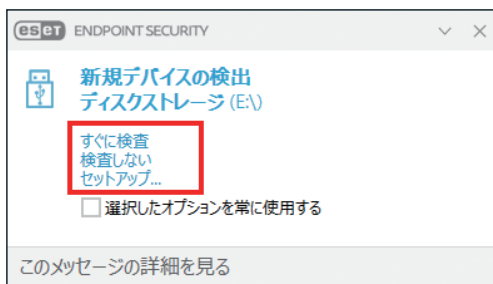 eset ENDPOINT SECURITY
新規デバイスの検出
ディスクストレージ (E:\)
すぐに検査
検査しない
セットアップ...
選択したオプションを常に使用する
このメッセージの詳細を見る